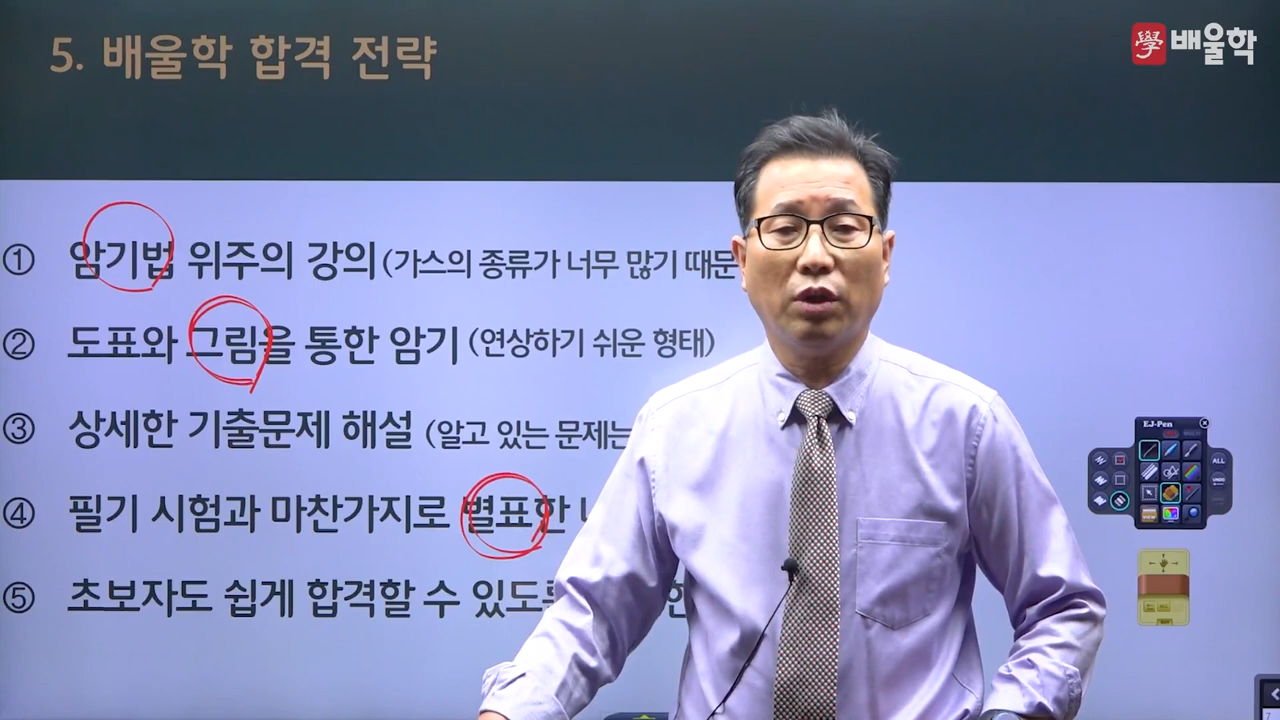 5. 배울학 합격 전략
學 배울학
① 암기법 위주의 강의 (가스의 종류가 너무 많기 때문
② 도표와 그림을 통한 암기 (연상하기 쉬운 형태)
③ 상세한 기출문제 해설 (알고 있는 문제는
④ 필기 시험과 마찬가지로 별표한
⑤ 초보자도 쉽게 합격할 수 있도록
EJ-Pen
ALL
UNDO